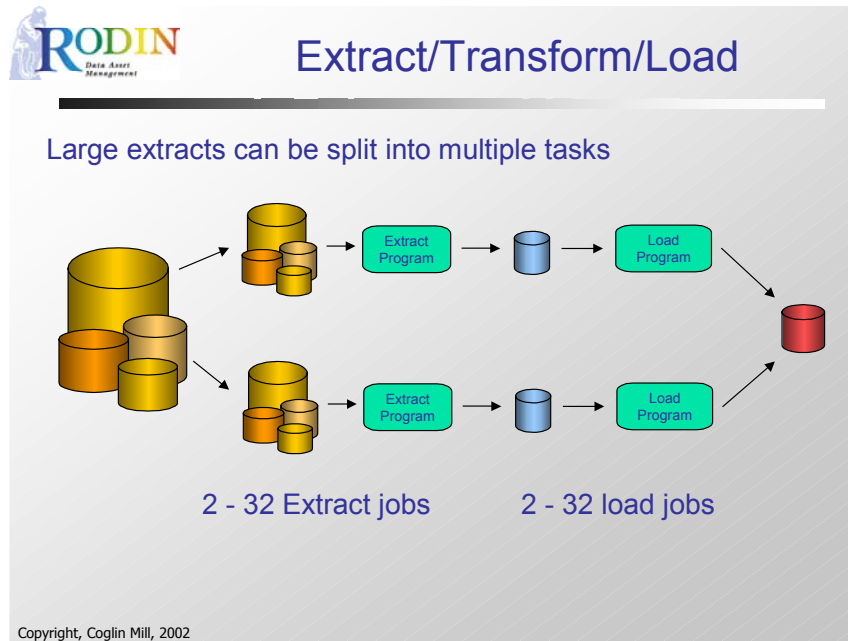 RODIN
Data Asset
Management
Extract/Transform/Load
Large extracts can be split into multiple tasks
Extract
Program
Load
Program
Extract
Program
Load
Program
2 - 32 Extract jobs
2 - 32 load jobs
Copyright, Coglin Mill, 2002